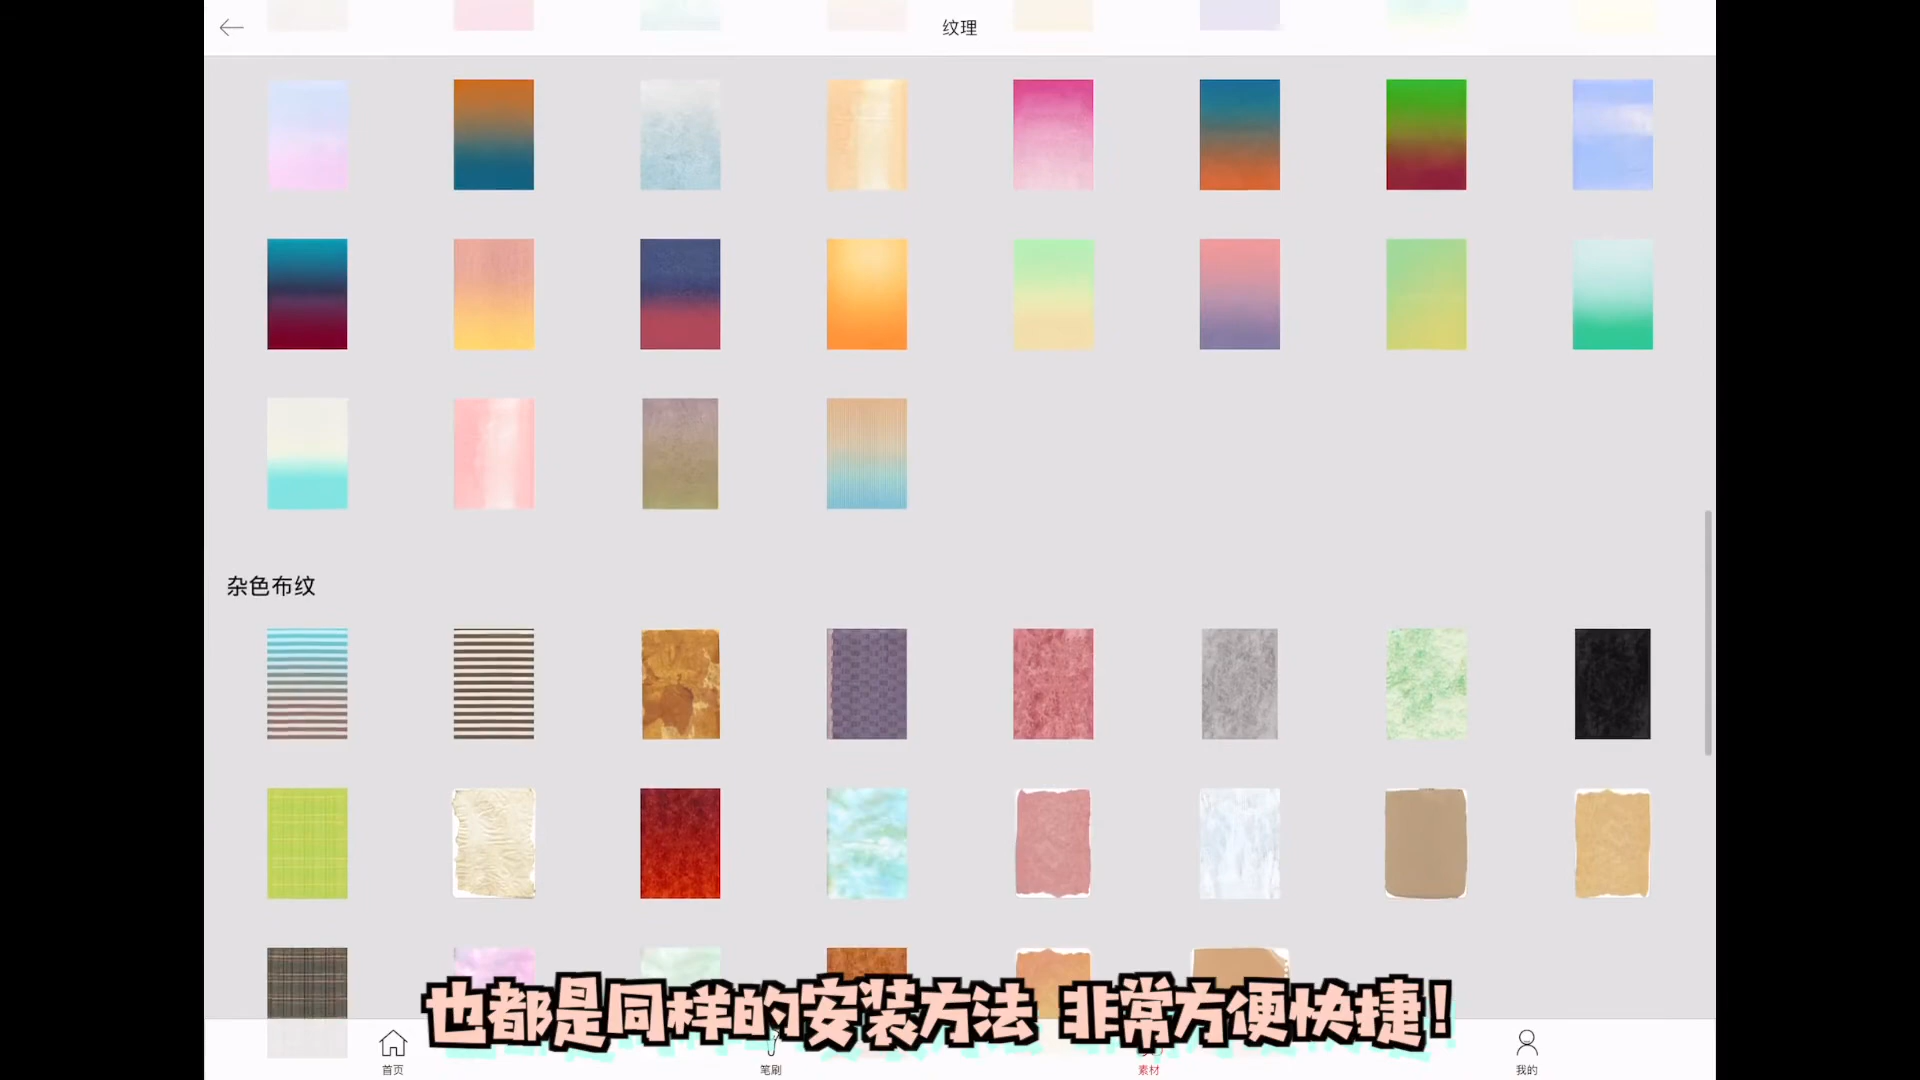 纹理
杂色布纹
也都是同样的安装方法 非常方便快捷！
首页
笔刷
素材
我的